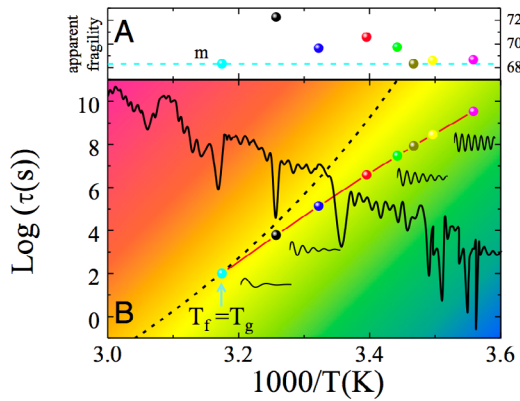 A
apparent
fragility
m
72
70
68
B
10
8
6
4
2
0
Log (τ(s))
T_f=T_g
3.0 3.2 3.4 3.6
1000/T(K)